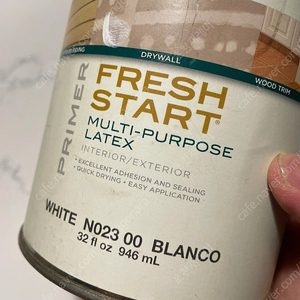 DRYWALL
WOOD TRIM
PRIMER
FRESH
START®
MULTI-PURPOSE
LATEX
INTERIOR/EXTERIOR
• EXCELLENT ADHESION AND SEALING
• QUICK DRYING • EASY APPLICATION
WHITE N023 00 BLANCO
32 fl oz 946 mL